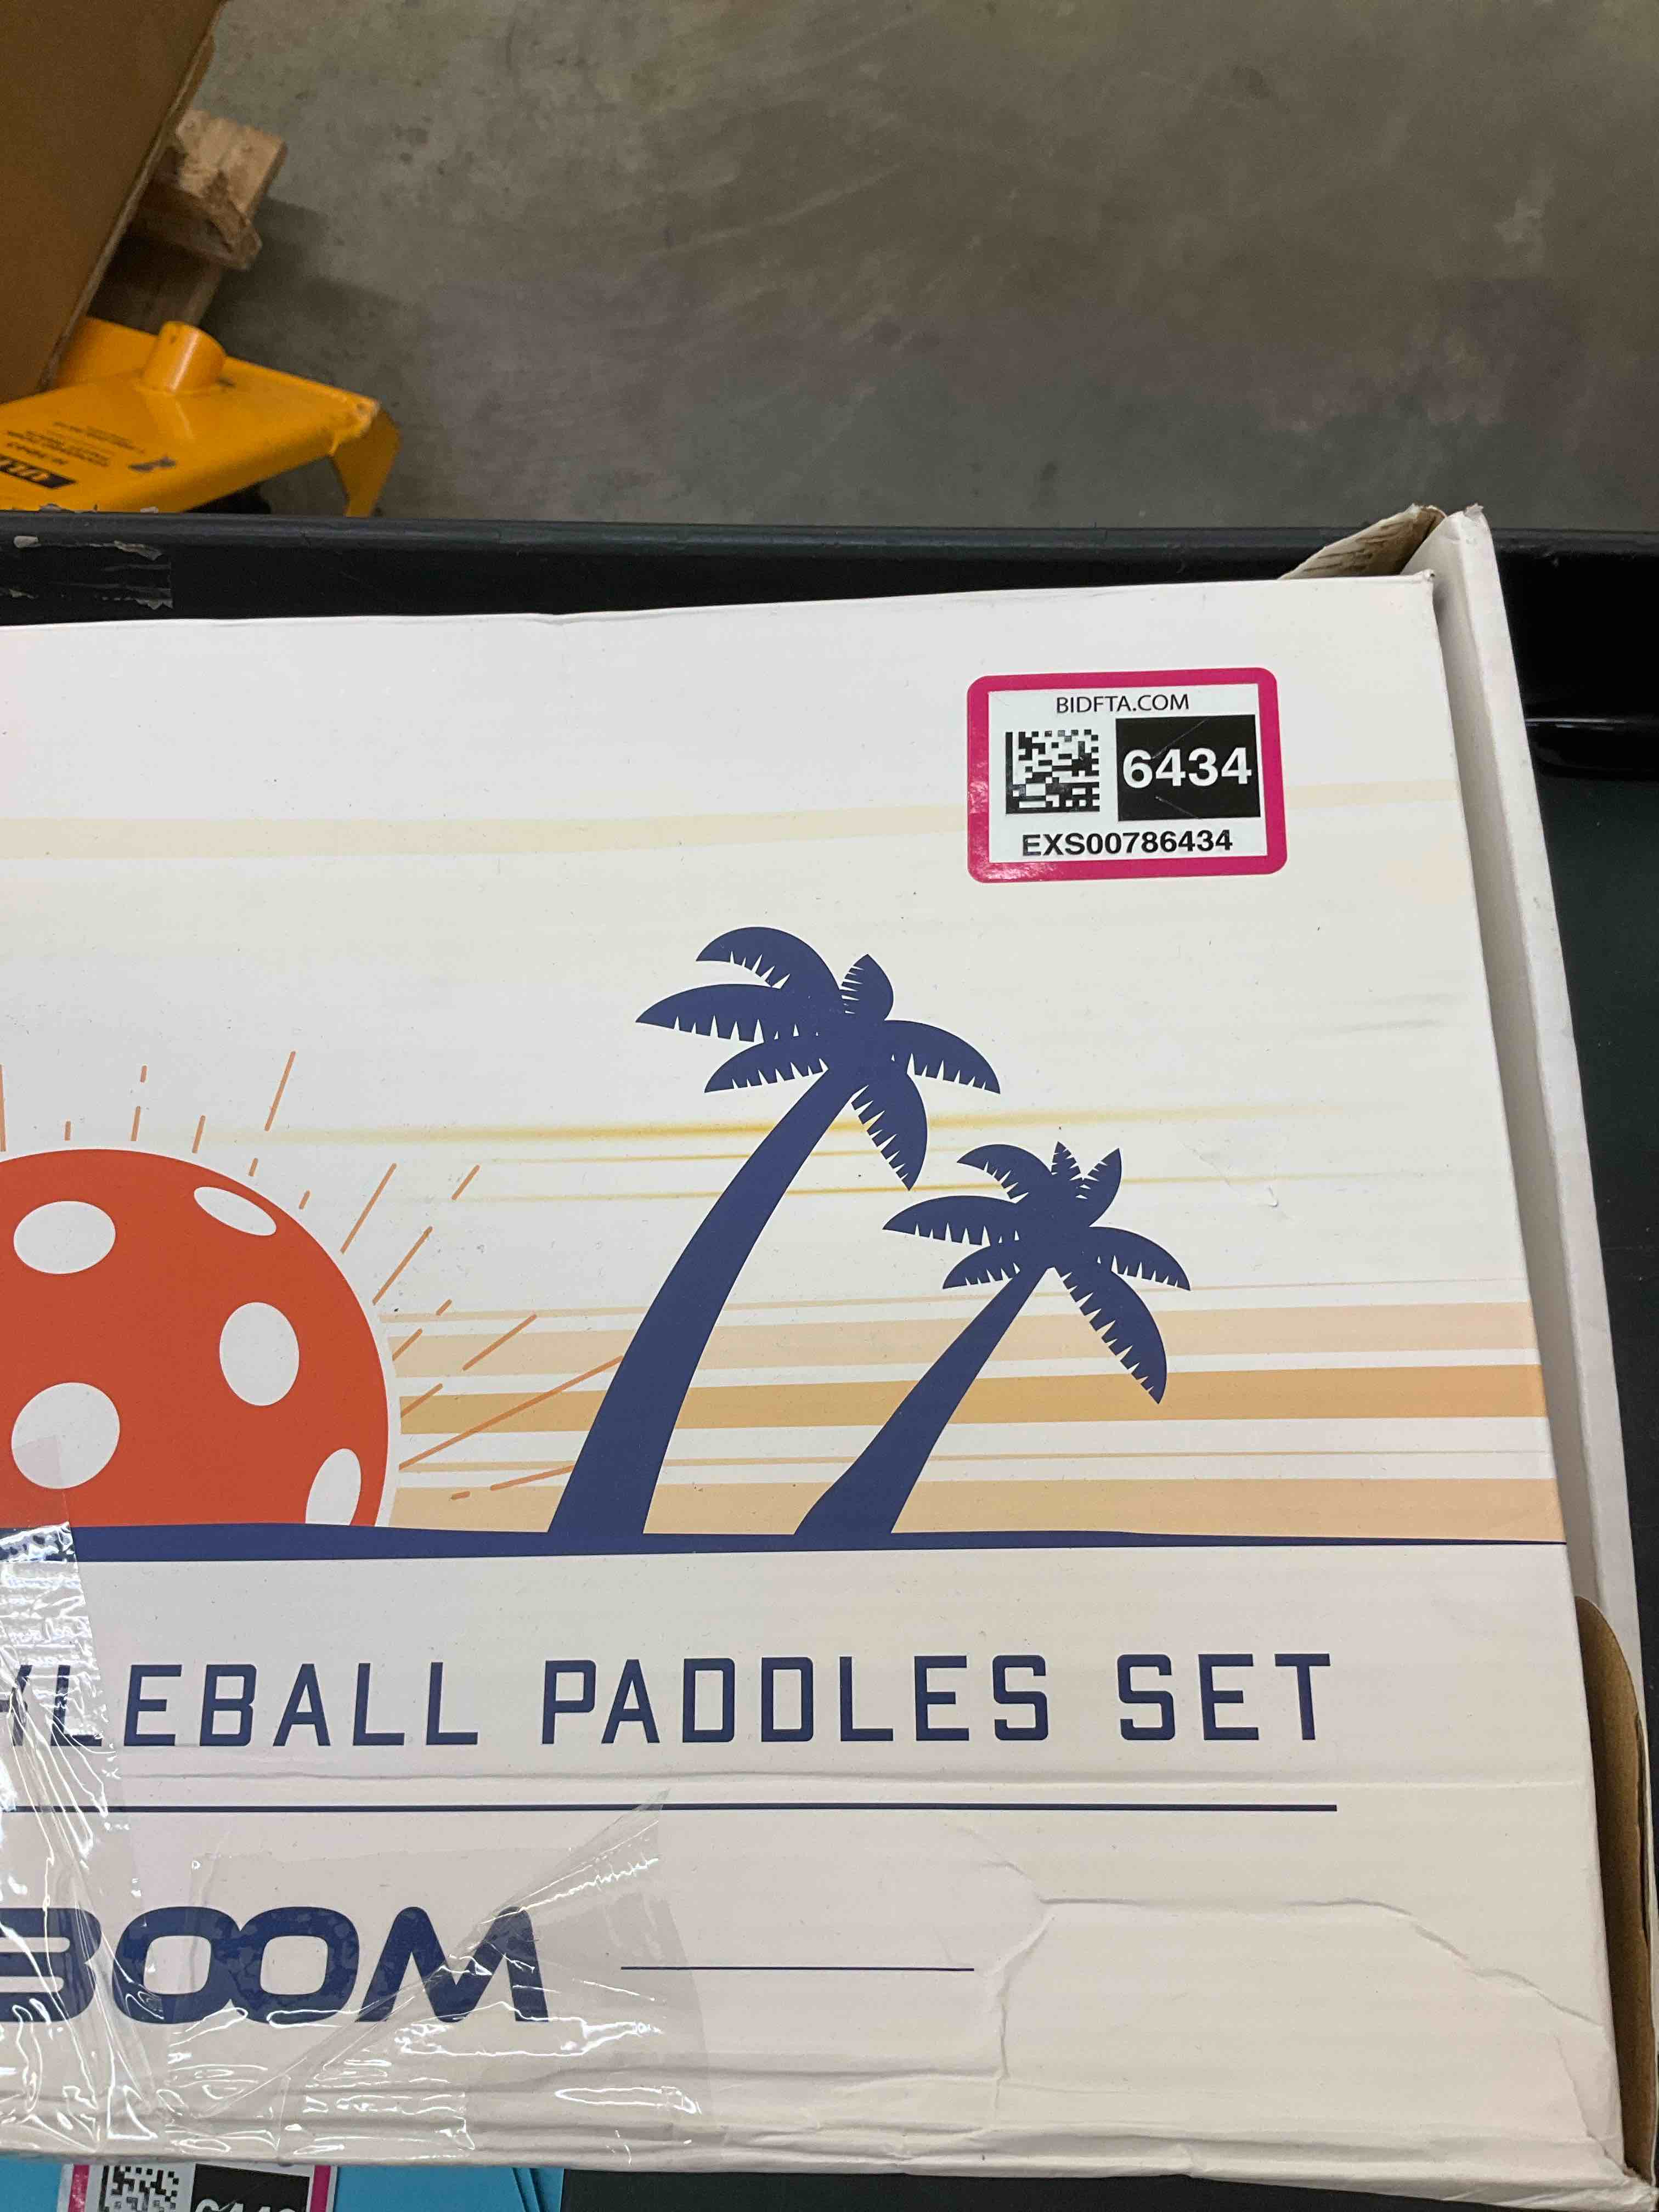 BIDFTA.COM
6434
EXS00786434
LEBALL PADDLES SET
BOOM